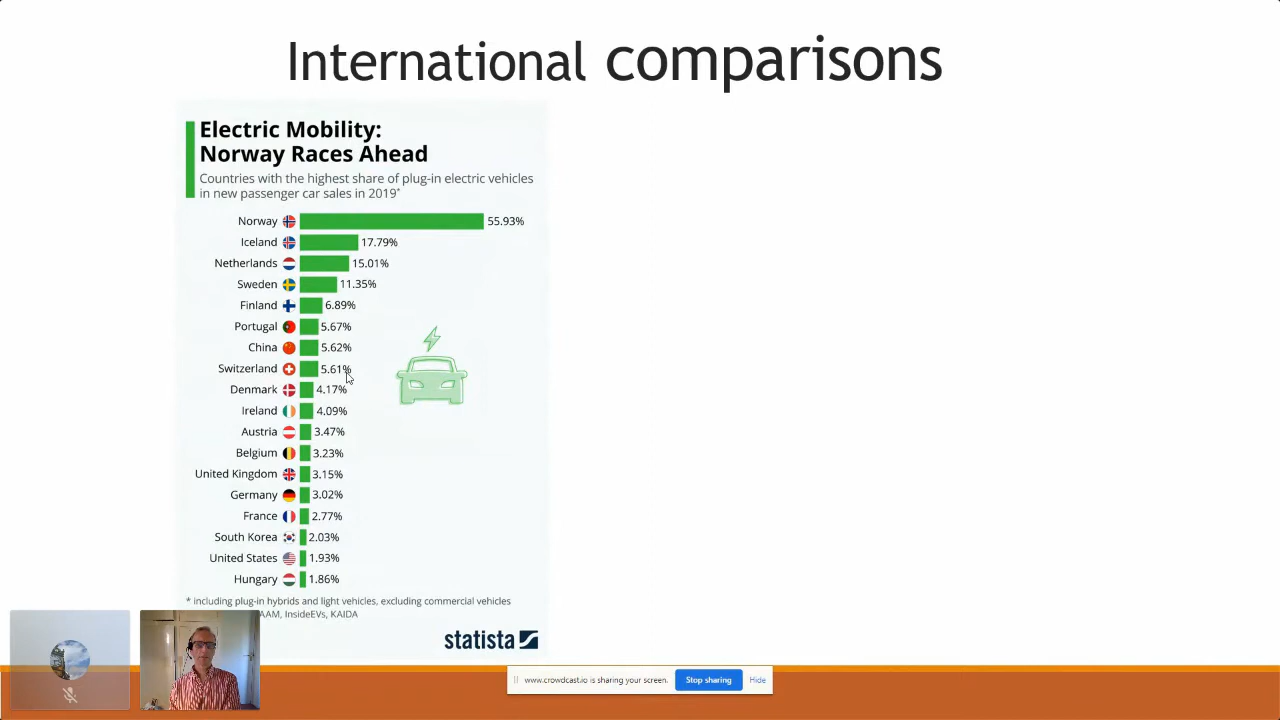 International comparisons
Electric Mobility:
Norway Races Ahead
Countries with the highest share of plug-in electric vehicles
in new passenger car sales in 2019*
Norway 55.93%
Iceland 17.79%
Netherlands 15.01%
Sweden 11.35%
Finland 6.89%
Portugal 5.67%
China 5.62%
Switzerland 5.61%
Denmark 4.17%
Ireland 4.09%
Austria 3.47%
Belgium 3.23%
United Kingdom 3.15%
Germany 3.02%
France 2.77%
South Korea 2.03%
United States 1.93%
Hungary 1.86%
* including plug-in hybrids and light vehicles, excluding commercial vehicles
InsideEVs, KAIDA
statista
www.crowdcast.io is sharing your screen. Stop sharing Hide